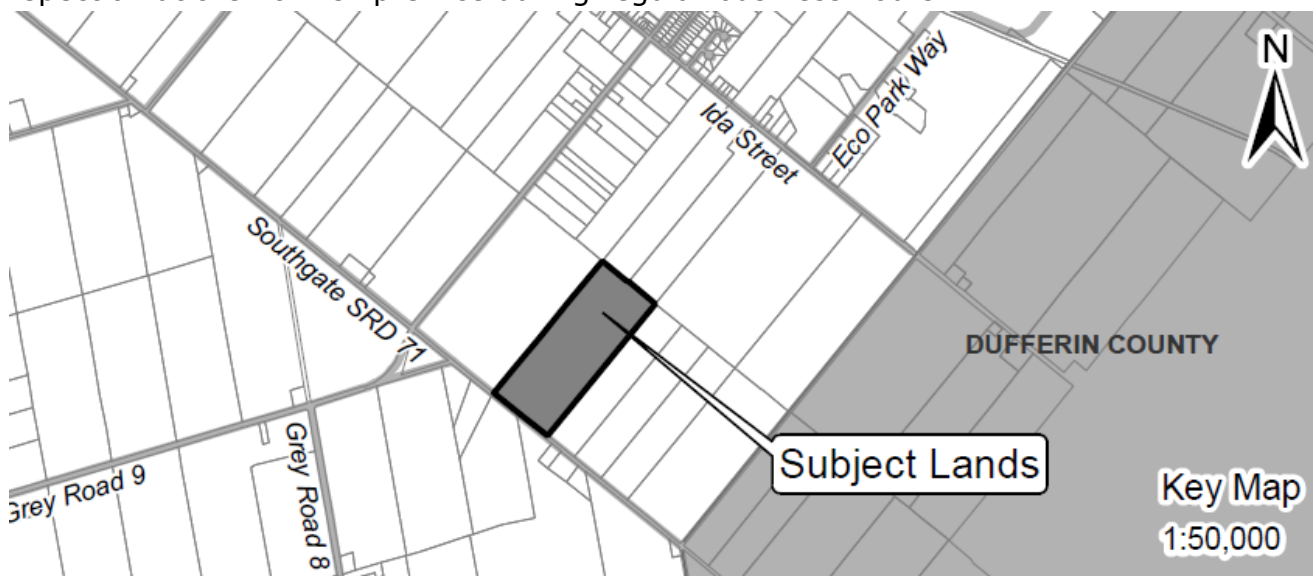 N
Ida Street
Eco Park Way
Southgate SRD 71
DUFFERIN COUNTY
Subject Lands
Grey Road 9
Grey Road 8
Key Map
1:50,000